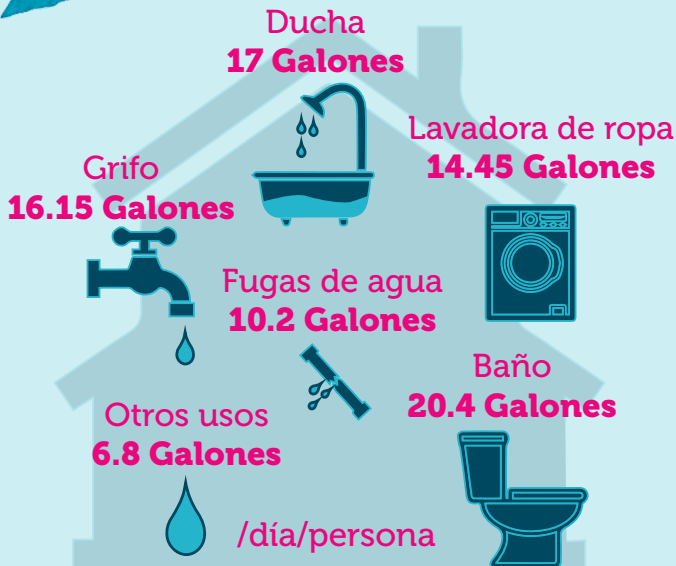 Ducha
17 Galones
Lavadora de ropa
14.45 Galones
Grifo
16.15 Galones
Fugas de agua
10.2 Galones
Baño
20.4 Galones
Otros usos
6.8 Galones
/día/persona